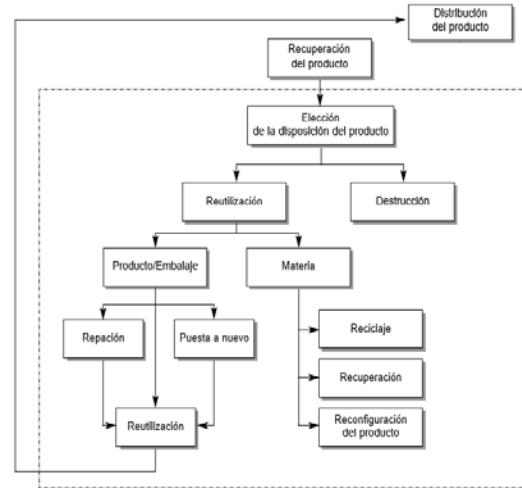 Distribución
del producto
Recuperación
del producto
Elección
de la disposición del producto
Reutilización
Destrucción
Producto/Embalaje
Materia
Repación
Puesta a nuevo
Reciclaje
Recuperación
Reutilización
Reconfiguración
del producto